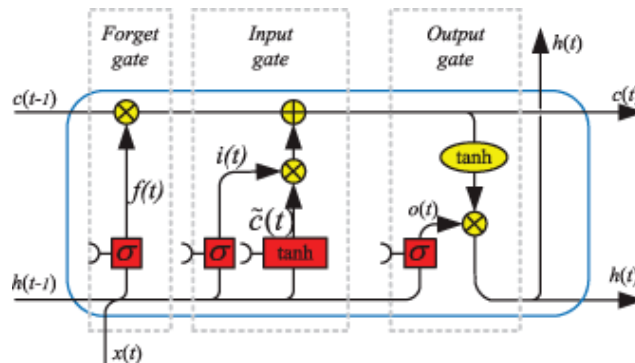 Forget
gate
Input
gate
Output
gate
h(t)
c(t-1)
c(t)
tanh
i(t)
f(t)
c̃(t)
o(t)
σ
σ
tanh
σ
h(t-1)
h(t)
x(t)